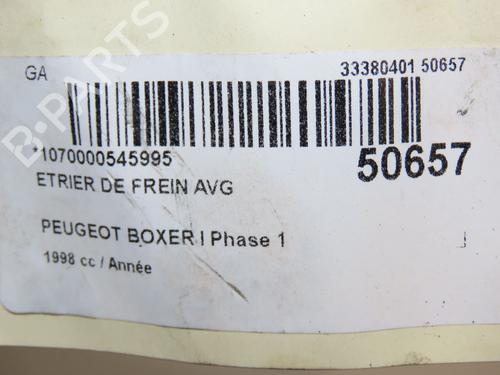 GA 33380401 50657
*1070000545995 50657
ETRIER DE FREIN AVG
PEUGEOT BOXER I Phase 1
1998 cc / Année
B-PARTS